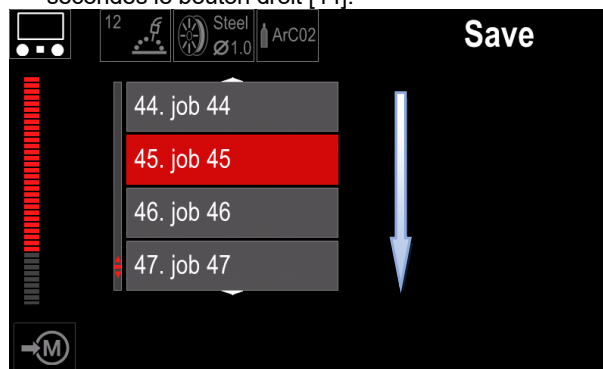 secondes le bouton droit [44].
12
Steel
Ø1.0
ArC02
Save
44. job 44
45. job 45
46. job 46
47. job 47
M